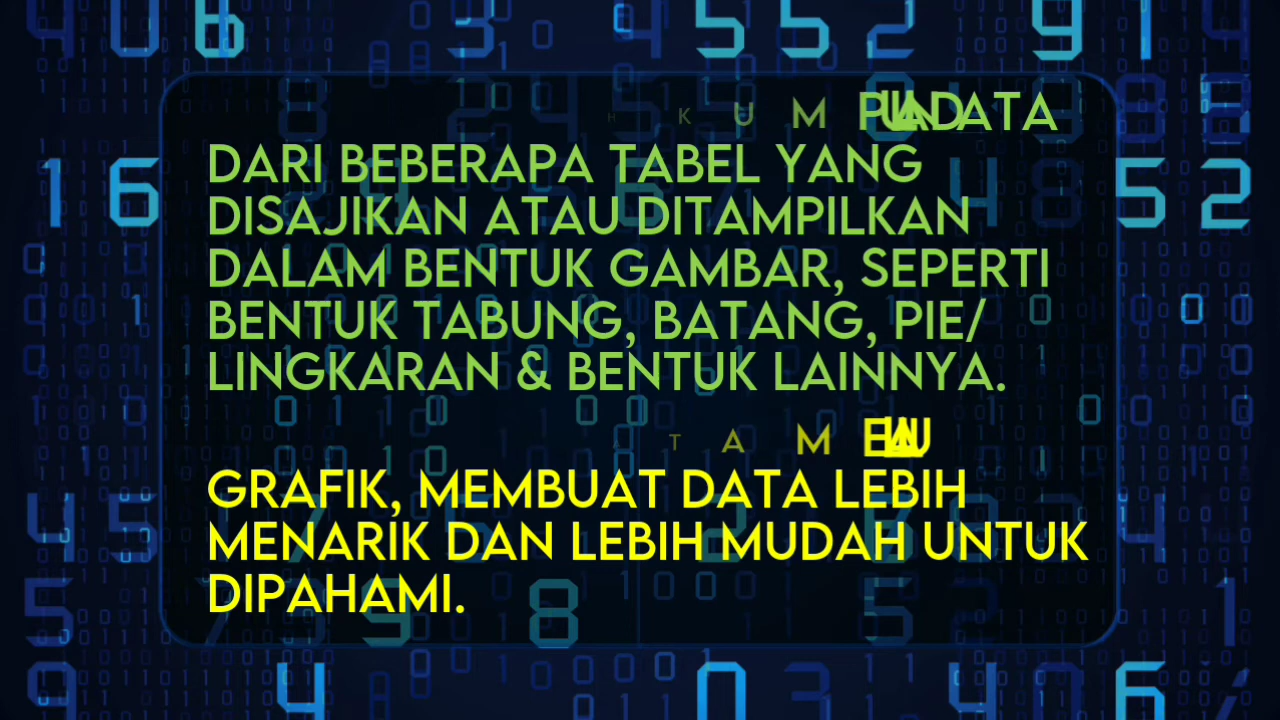 DATA
DARI BEBERAPA TABEL YANG
DISAJIKAN ATAU DITAMPILKAN
DALAM BENTUK GAMBAR, SEPERTI
BENTUK TABUNG, BATANG, PIE/
LINGKARAN & BENTUK LAINNYA.
GRAFIK, MEMBUAT DATA LEBIH
MENARIK DAN LEBIH MUDAH UNTUK
DIPAHAMI.